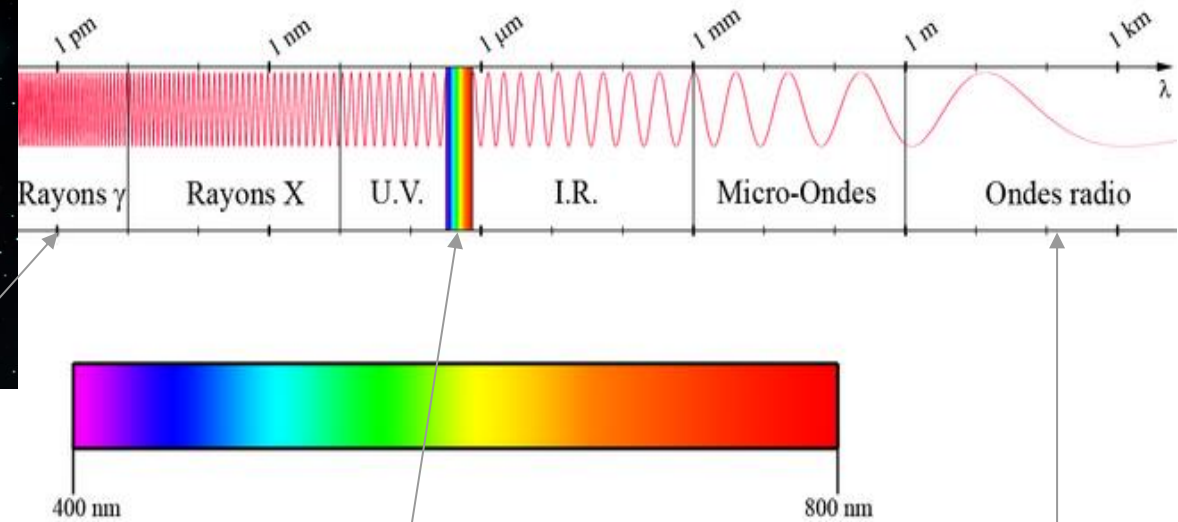 1 pm 1 nm 1 μm 1 mm 1 m 1 km
λ
Rayons γ Rayons X U.V. I.R. Micro-Ondes Ondes radio
400 nm 800 nm